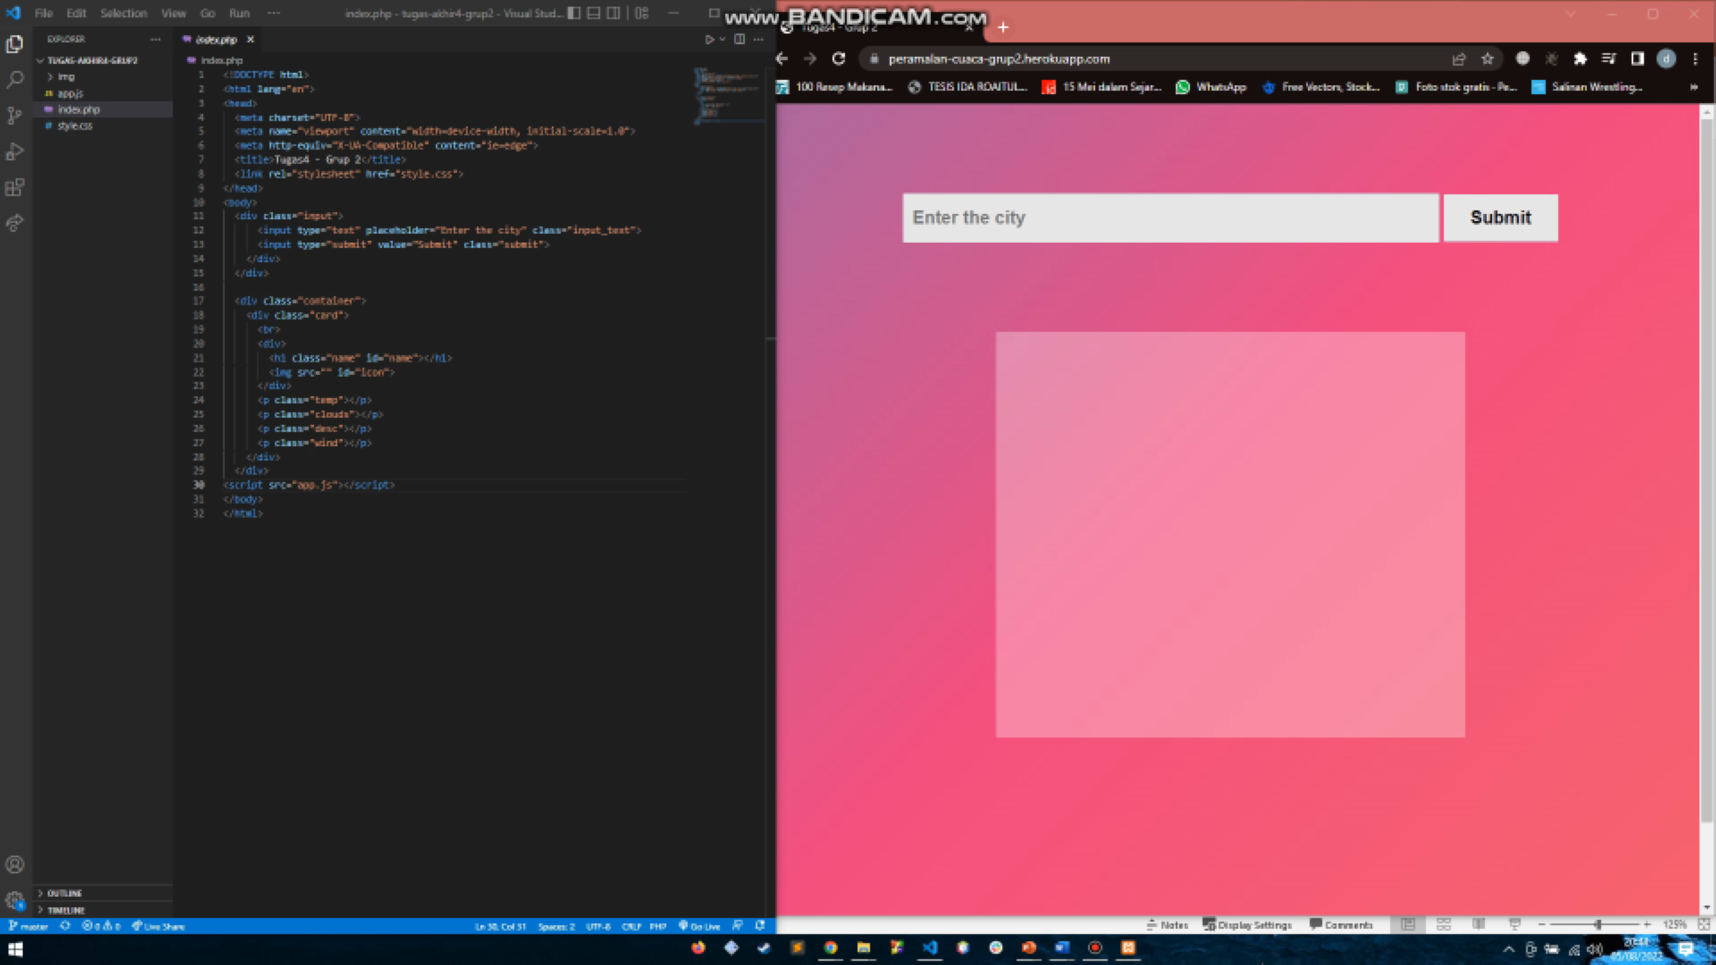 File Edit Selection View Go Run ··· index.php - tugas-akhir4-grup2 - Visual Stud...
www.BANDICAM.com
EXPLORER
TUGAS-AKHIR4-GRUP2
img
app.js
index.php
style.css
OUTLINE
TIMELINE
index.php
index.php
1 <!DOCTYPE html>
2 <html lang="en">
3 <head>
4 <meta charset="UTF-8">
5 <meta name="viewport" content="width=device-width, initial-scale=1.0">
6 <meta http-equiv="X-UA-Compatible" content="ie=edge">
7 <title>Tugas4 - Grup 2</title>
8 <link rel="stylesheet" href="style.css">
9 </head>
10 <body>
11 <div class="input">
12 <input type="text" placeholder="Enter the city" class="input_text">
13 <input type="submit" value="Submit" class="submit">
14 </div>
15 </div>
16
17 <div class="container">
18 <div class="card">
19 <br>
20 <div>
21 <h1 class="name" id="name"></h1>
22 <img src="" id="icon">
23 </div>
24 <p class="temp"></p>
25 <p class="clouds"></p>
26 <p class="desc"></p>
27 <p class="wind"></p>
28 </div>
29 </div>
30 <script src="app.js"></script>
31 </body>
32 </html>
master 0 0 Live Share Ln 30, Col 31 Spaces: 2 UTF-8 CRLF PHP Go Live
Tugas4 - Grup 2
peramalan-cuaca-grup2.herokuapp.com
d
100 Resep Makana... TESIS IDA ROAITUL... 15 Mei dalam Sejar... WhatsApp Free Vectors, Stock... Foto stok gratis - Pe... Salinan Wrestling...
Enter the city
Submit
Notes Display Settings Comments 125%
20:44
05/08/2022